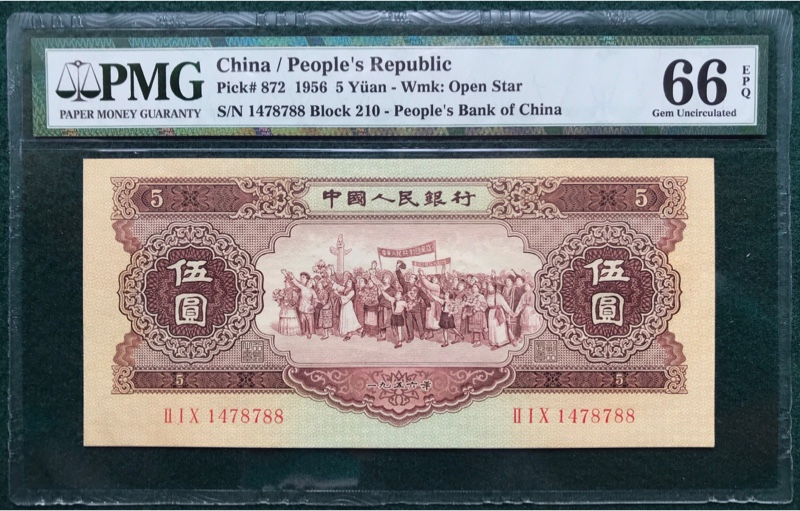 PMG
PAPER MONEY GUARANTY
China / People's Republic
Pick# 872 1956 5 Yüan - Wmk: Open Star
S/N 1478788 Block 210 - People's Bank of China
66
EPQ
Gem Uncirculated
5
中國人民銀行
5
伍圓
伍圓
5
一九五六年
5
II I X 1478788
II I X 1478788